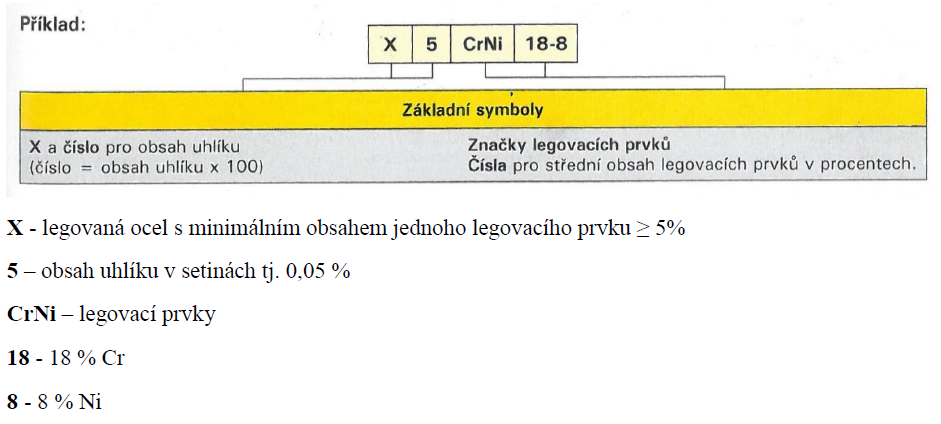 Příklad:
X 5 CrNi 18-8
Základní symboly
X a číslo pro obsah uhlíku
(číslo = obsah uhlíku x 100)
Značky legovacích prvků
Čísla pro střední obsah legovacích prvků v procentech.
X - legovaná ocel s minimálním obsahem jednoho legovacího prvku ≥ 5%
5 – obsah uhlíku v setinách tj. 0,05 %
CrNi – legovací prvky
18 - 18 % Cr
8 - 8 % Ni